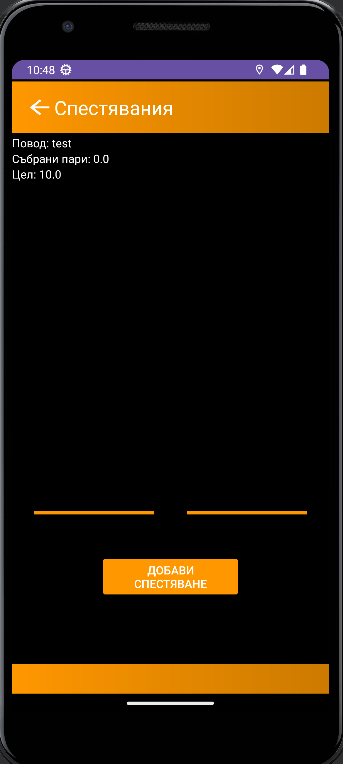 10:48
Спестявания
Повод: test
Събрани пари: 0.0
Цел: 10.0
ДОБАВИ
СПЕСТЯВАНЕ